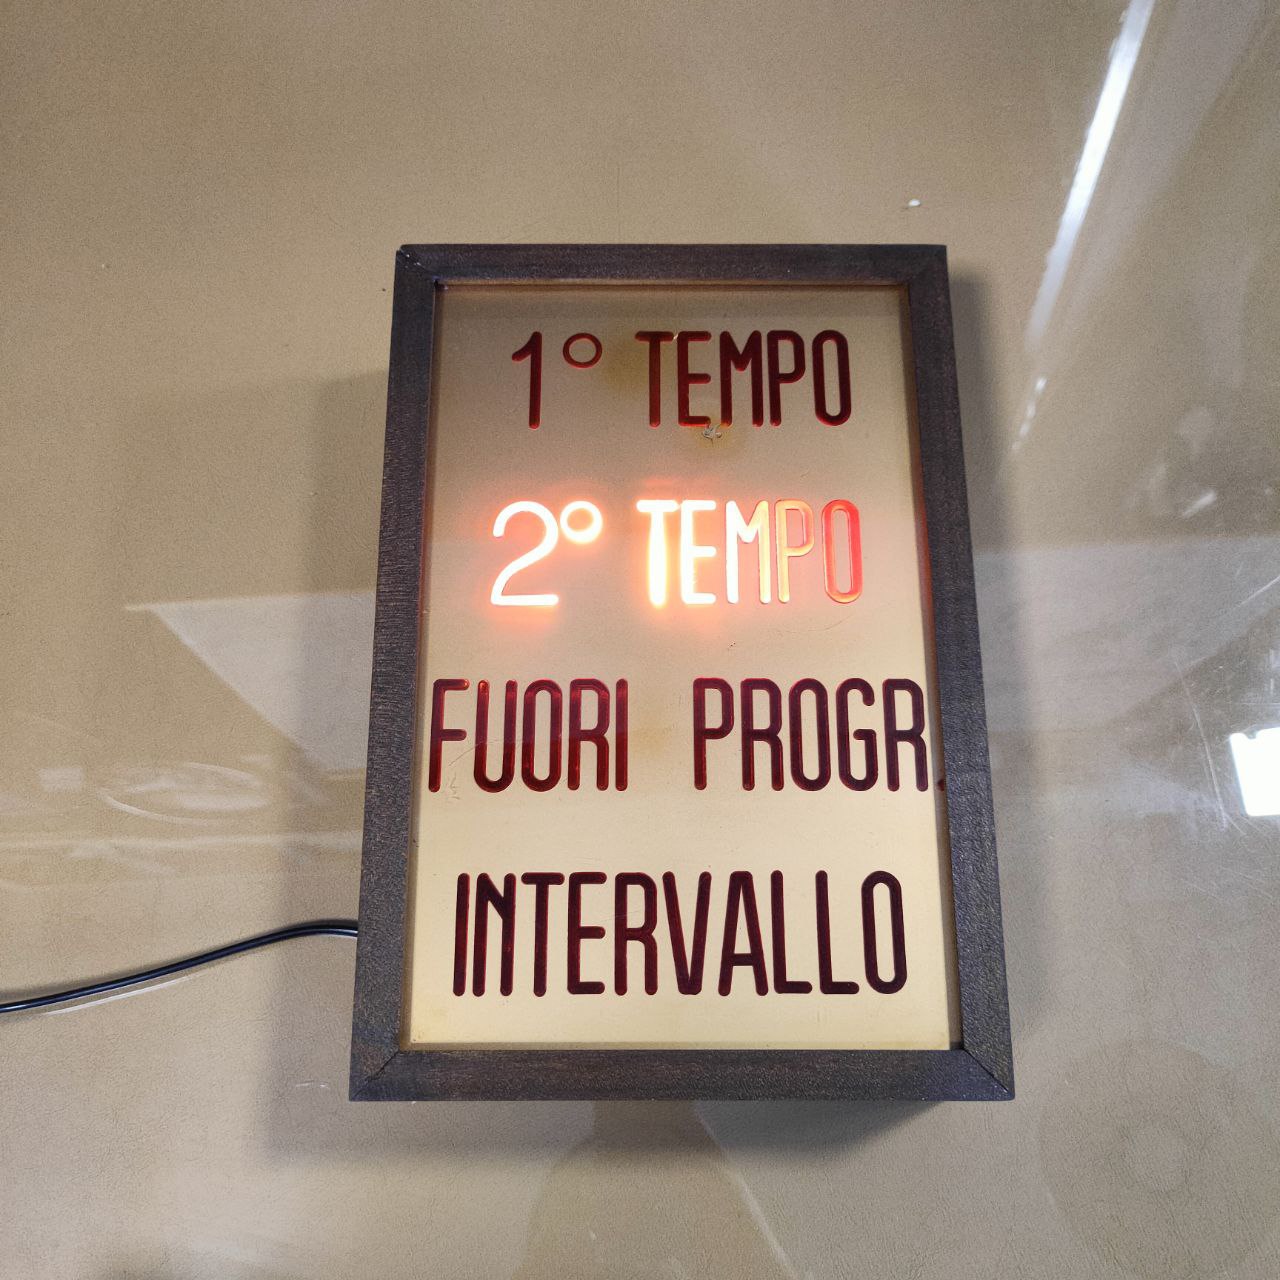 1° TEMPO
2° TEMPO
FUORI PROGR.
INTERVALLO